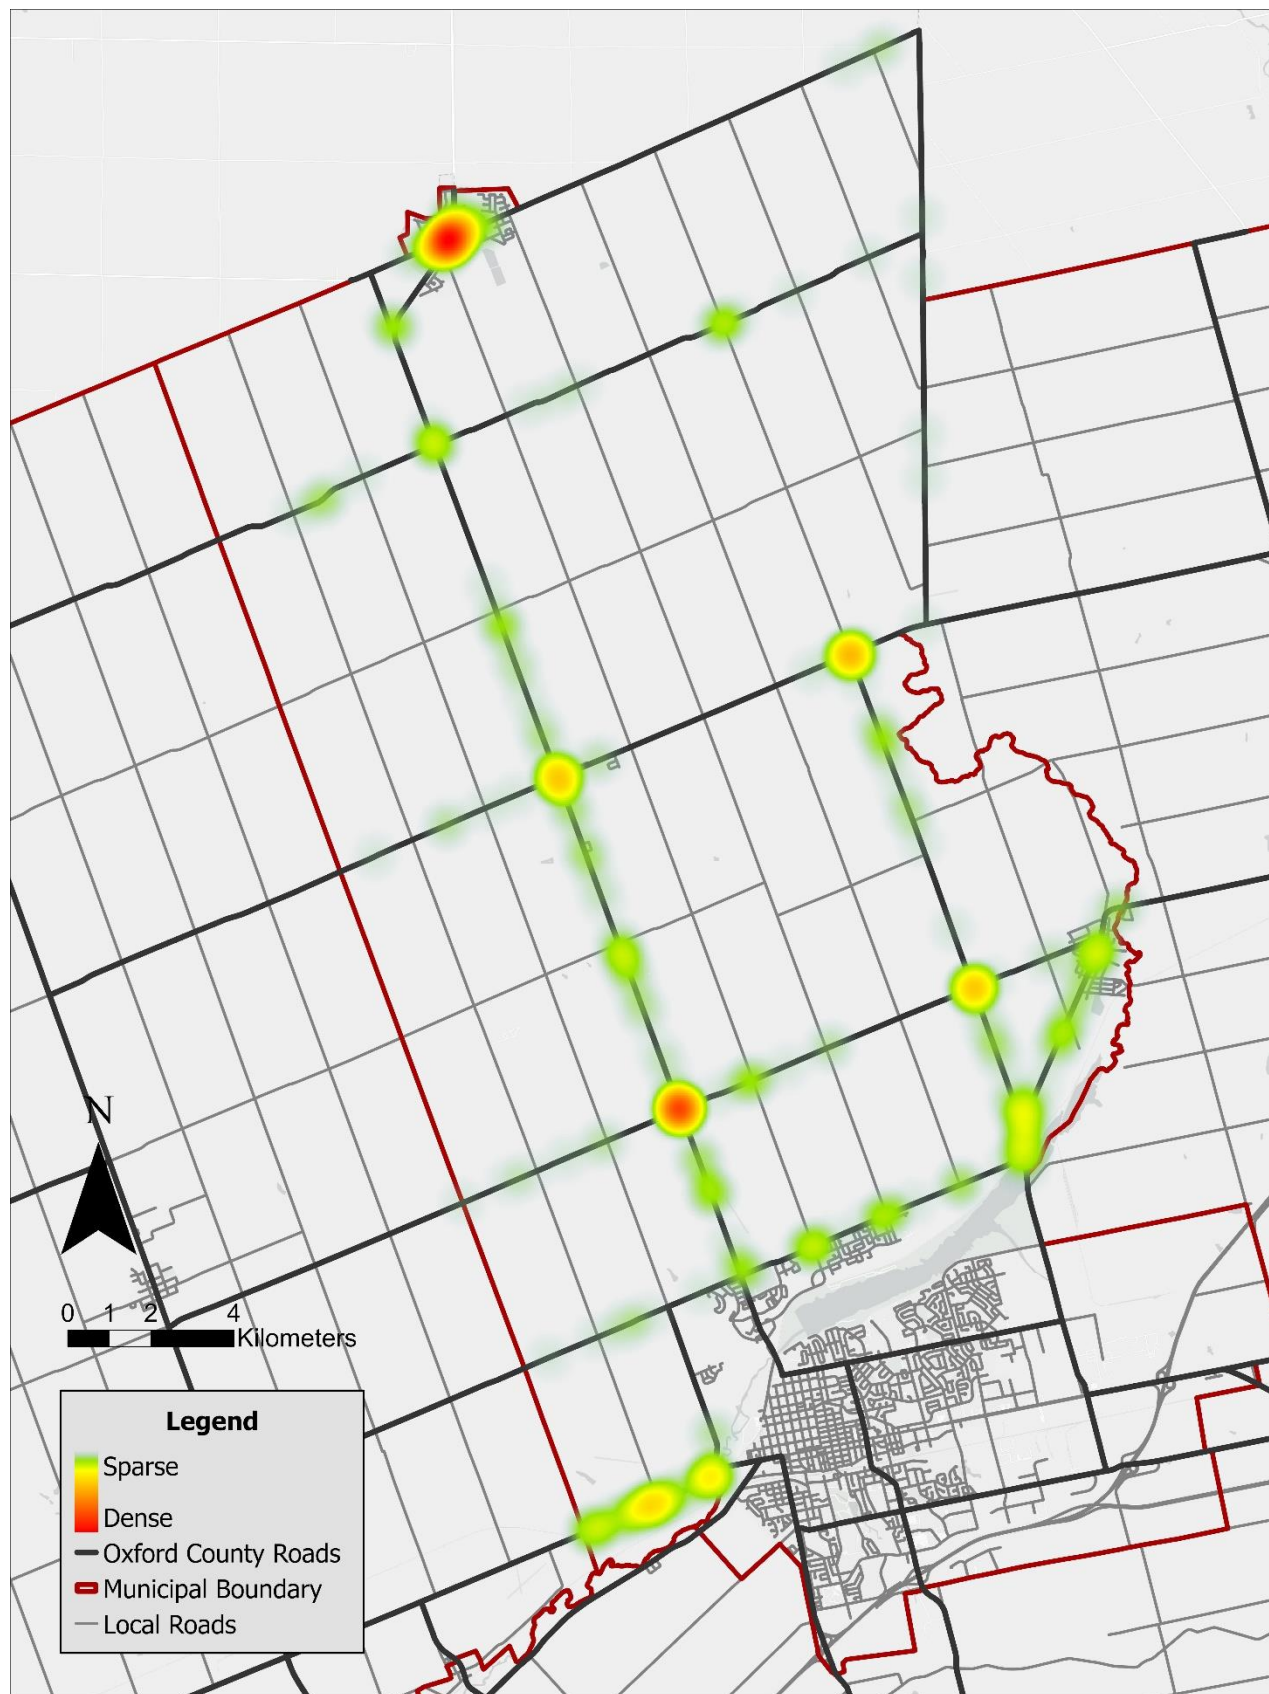 N
0 1 2 4
Kilometers
Legend
Sparse
Dense
Oxford County Roads
Municipal Boundary
Local Roads